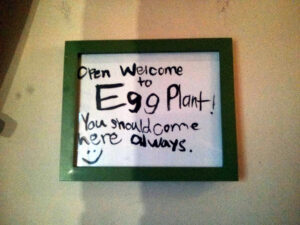 Open Welcome
to
Egg Plant!
You should come
here always.